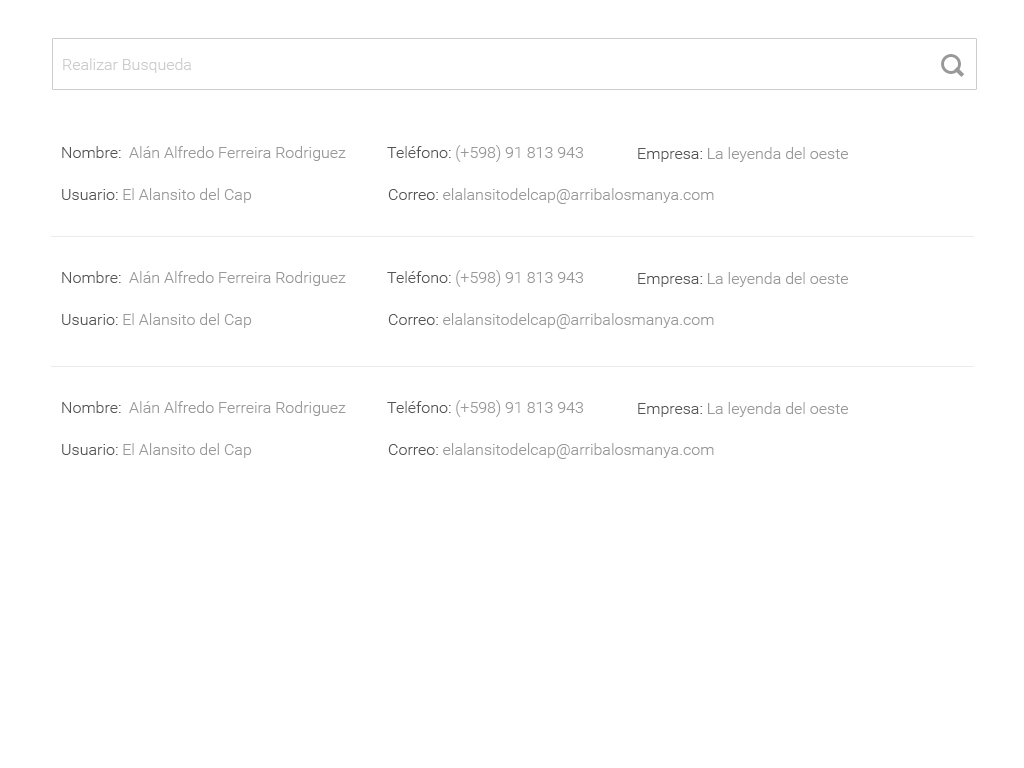 Realizar Busqueda
Nombre: Alán Alfredo Ferreira Rodriguez Teléfono: (+598) 91 813 943 Empresa: La leyenda del oeste
Usuario: El Alansito del Cap Correo: elalansitodelcap@arribalosmanya.com
Nombre: Alán Alfredo Ferreira Rodriguez Teléfono: (+598) 91 813 943 Empresa: La leyenda del oeste
Usuario: El Alansito del Cap Correo: elalansitodelcap@arribalosmanya.com
Nombre: Alán Alfredo Ferreira Rodriguez Teléfono: (+598) 91 813 943 Empresa: La leyenda del oeste
Usuario: El Alansito del Cap Correo: elalansitodelcap@arribalosmanya.com